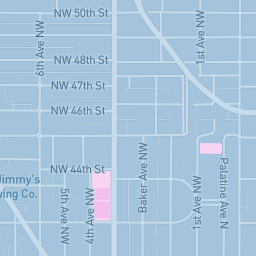 NW 50th St
6th Ave NW
1st Ave NW
NW 48th St
NW 47th St
NW 46th St
NW 44th St
Jimmy's
Co.
5th Ave NW
4th Ave NW
Baker Ave NW
1st Ave NW
Palatine Ave N